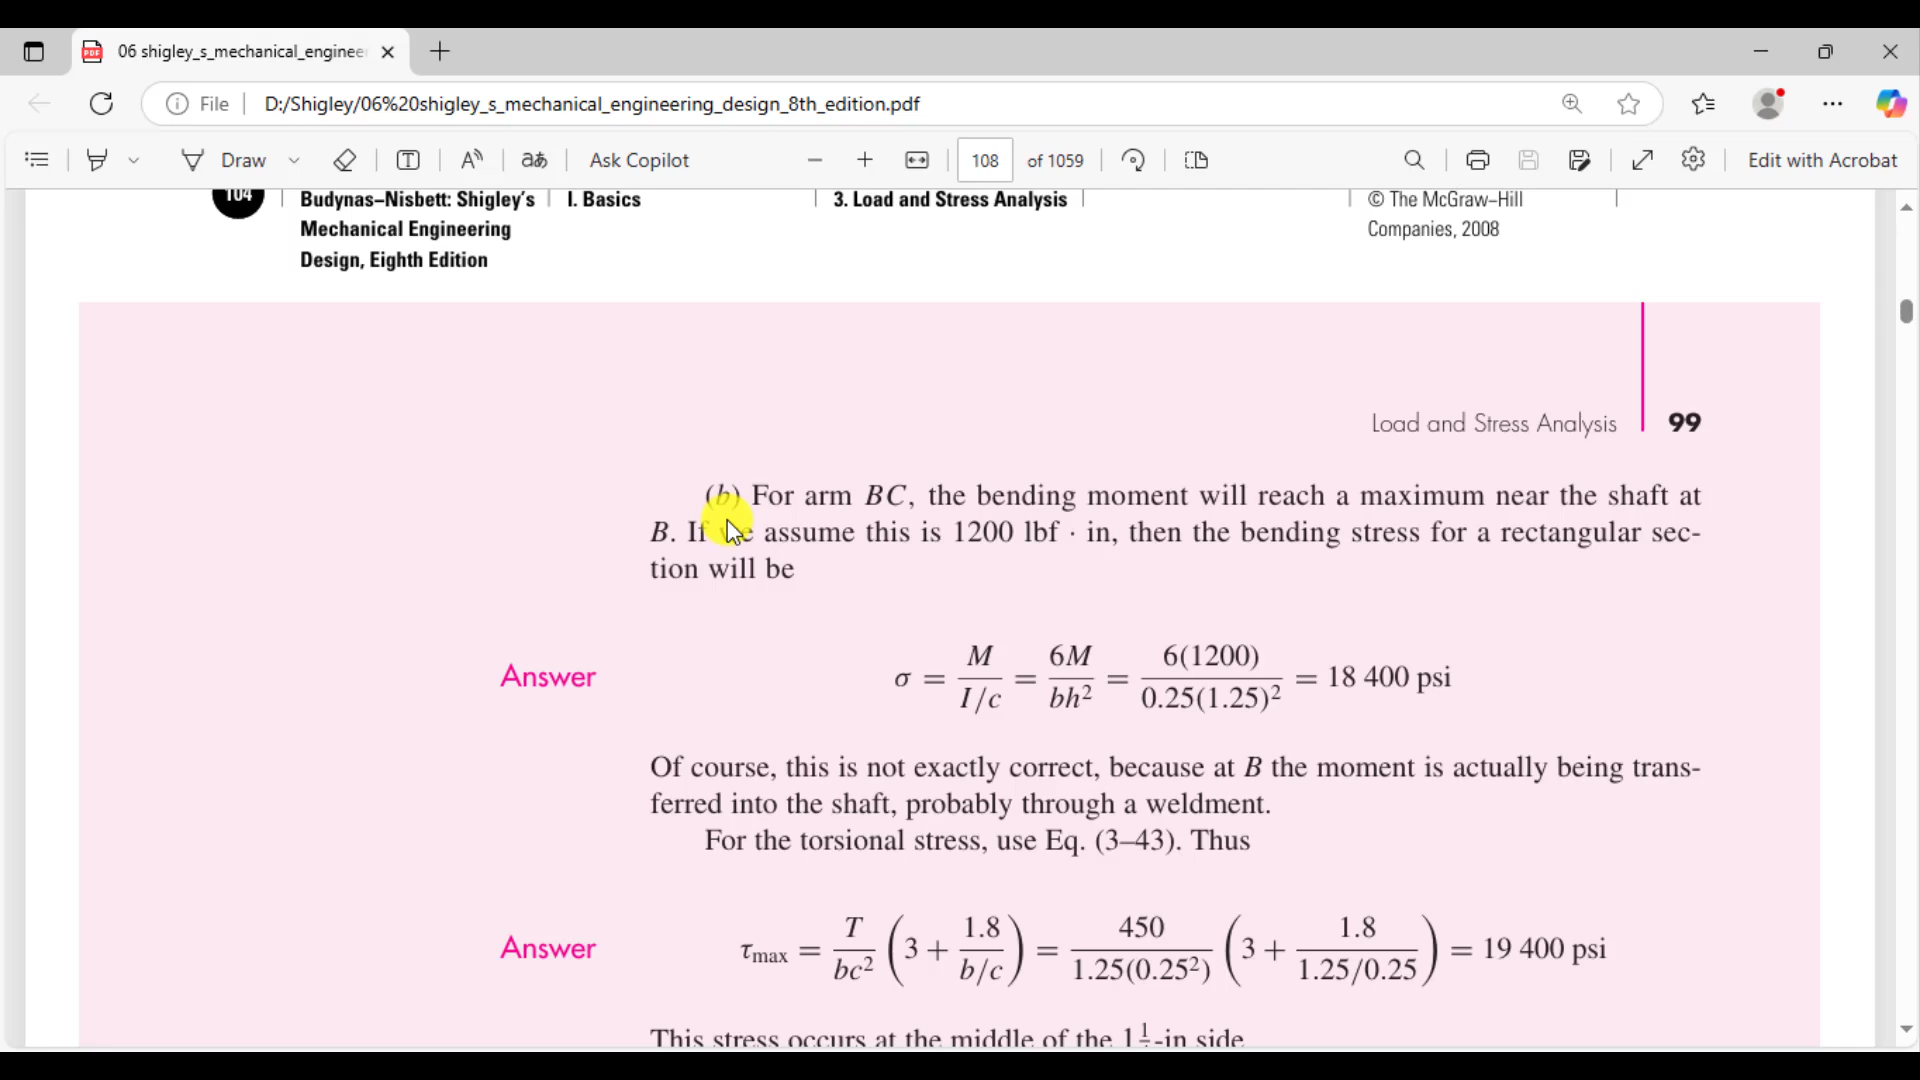 06 shigley_s_mechanical_enginee
File D:/Shigley/06%20shigley_s_mechanical_engineering_design_8th_edition.pdf
Draw Ask Copilot 108 of 1059 Edit with Acrobat
104 Budynas–Nisbett: Shigley's I. Basics 3. Load and Stress Analysis © The McGraw–Hill
Mechanical Engineering Companies, 2008
Design, Eighth Edition
Load and Stress Analysis 99
(b) For arm BC, the bending moment will reach a maximum near the shaft at
B. If we assume this is 1200 lbf · in, then the bending stress for a rectangular sec-
tion will be
Answer σ = M/(I/c) = 6M/bh² = 6(1200)/0.25(1.25)² = 18 400 psi
Of course, this is not exactly correct, because at B the moment is actually being trans-
ferred into the shaft, probably through a weldment.
For the torsional stress, use Eq. (3–43). Thus
Answer τmax = T/bc² (3 + 1.8/(b/c)) = 450/1.25(0.25²) (3 + 1.8/(1.25/0.25)) = 19 400 psi
This stress occurs at the middle of the 1 1/-in side